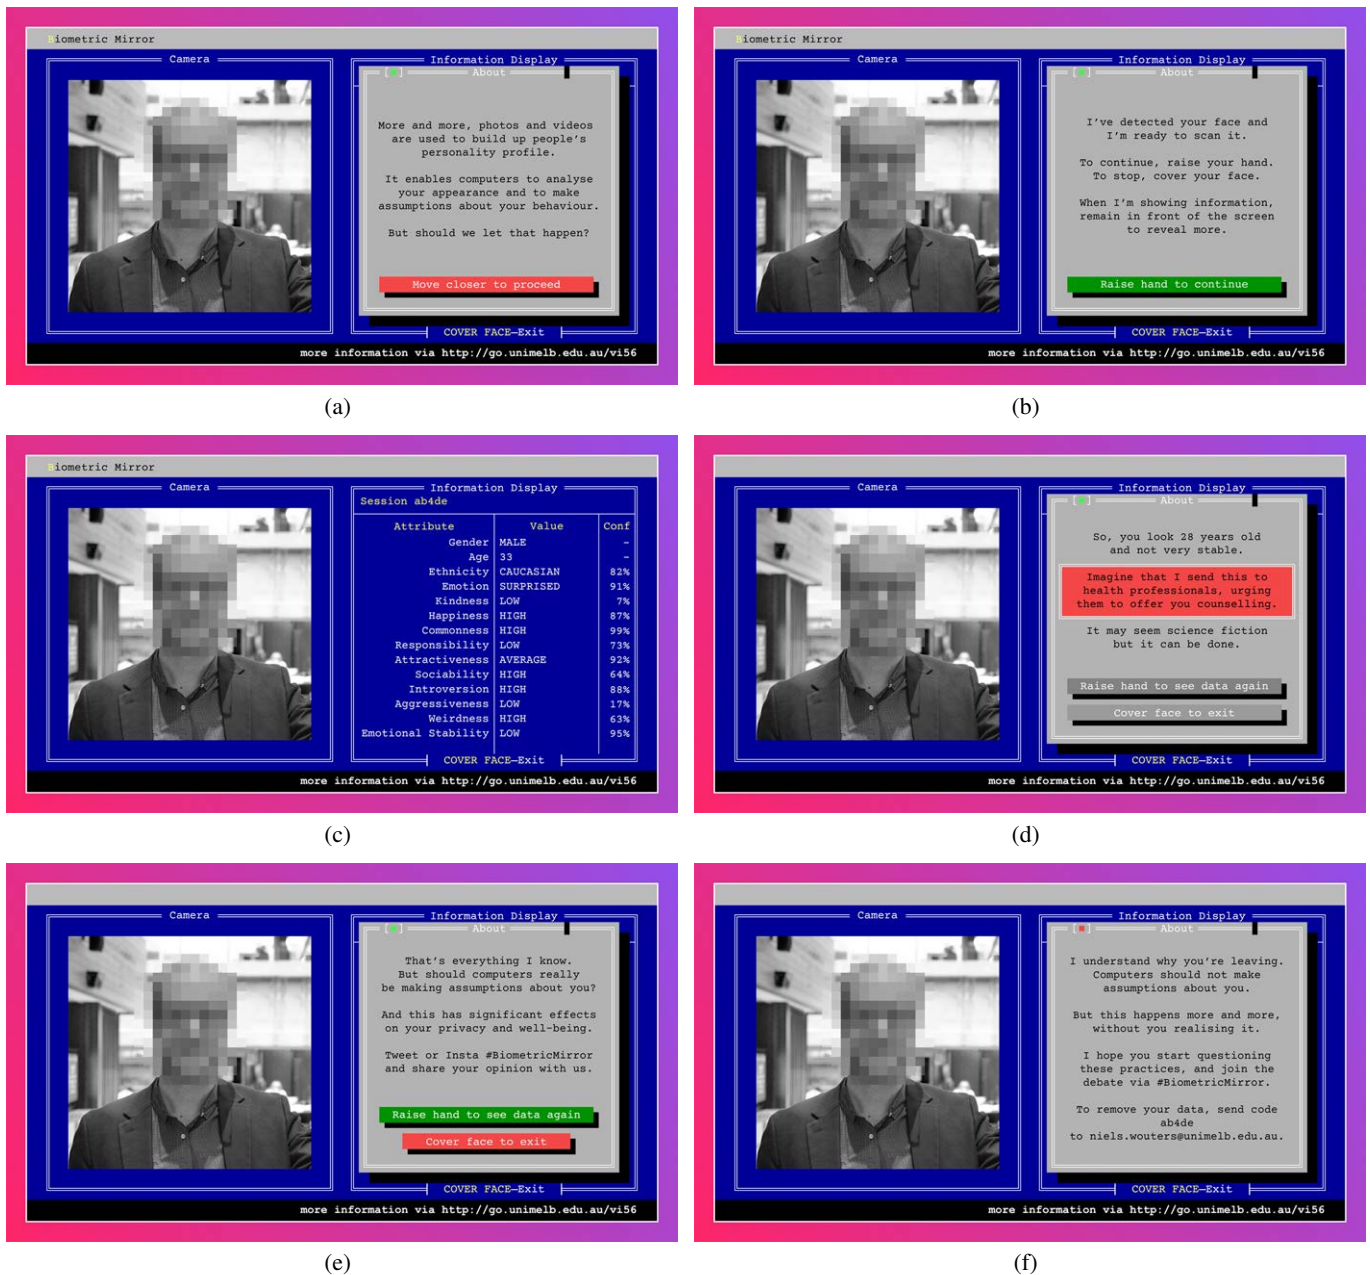 Biometric Mirror
Camera
Information Display
[■] About
More and more, photos and videos
are used to build up people's
personality profile.
It enables computers to analyse
your appearance and to make
assumptions about your behaviour.
But should we let that happen?
Move closer to proceed
COVER FACE—Exit
more information via http://go.unimelb.edu.au/vi56
(a)
Biometric Mirror
Camera
Information Display
[■] About
I've detected your face and
I'm ready to scan it.
To continue, raise your hand.
To stop, cover your face.
When I'm showing information,
remain in front of the screen
to reveal more.
Raise hand to continue
COVER FACE—Exit
more information via http://go.unimelb.edu.au/vi56
(b)
Biometric Mirror
Camera
Information Display
Session ab4de
Attribute Value Conf
Gender MALE –
Age 33 –
Ethnicity CAUCASIAN 82%
Emotion SURPRISED 91%
Kindness LOW 7%
Happiness HIGH 87%
Commonness HIGH 99%
Responsibility LOW 73%
Attractiveness AVERAGE 92%
Sociability HIGH 64%
Introversion HIGH 88%
Aggressiveness LOW 17%
Weirdness HIGH 63%
Emotional Stability LOW 95%
COVER FACE—Exit
more information via http://go.unimelb.edu.au/vi56
(c)
Camera
Information Display
[■] About
So, you look 28 years old
and not very stable.
Imagine that I send this to
health professionals, urging
them to offer you counselling.
It may seem science fiction
but it can be done.
Raise hand to see data again
Cover face to exit
COVER FACE—Exit
more information via http://go.unimelb.edu.au/vi56
(d)
Camera
Information Display
[■] About
That's everything I know.
But should computers really
be making assumptions about you?
And this has significant effects
on your privacy and well-being.
Tweet or Insta #BiometricMirror
and share your opinion with us.
Raise hand to see data again
Cover face to exit
COVER FACE—Exit
more information via http://go.unimelb.edu.au/vi56
(e)
Camera
Information Display
[■] About
I understand why you're leaving.
Computers should not make
assumptions about you.
But this happens more and more,
without you realising it.
I hope you start questioning
these practices, and join the
debate via #BiometricMirror.
To remove your data, send code
ab4de
to niels.wouters@unimelb.edu.au.
COVER FACE—Exit
more information via http://go.unimelb.edu.au/vi56
(f)